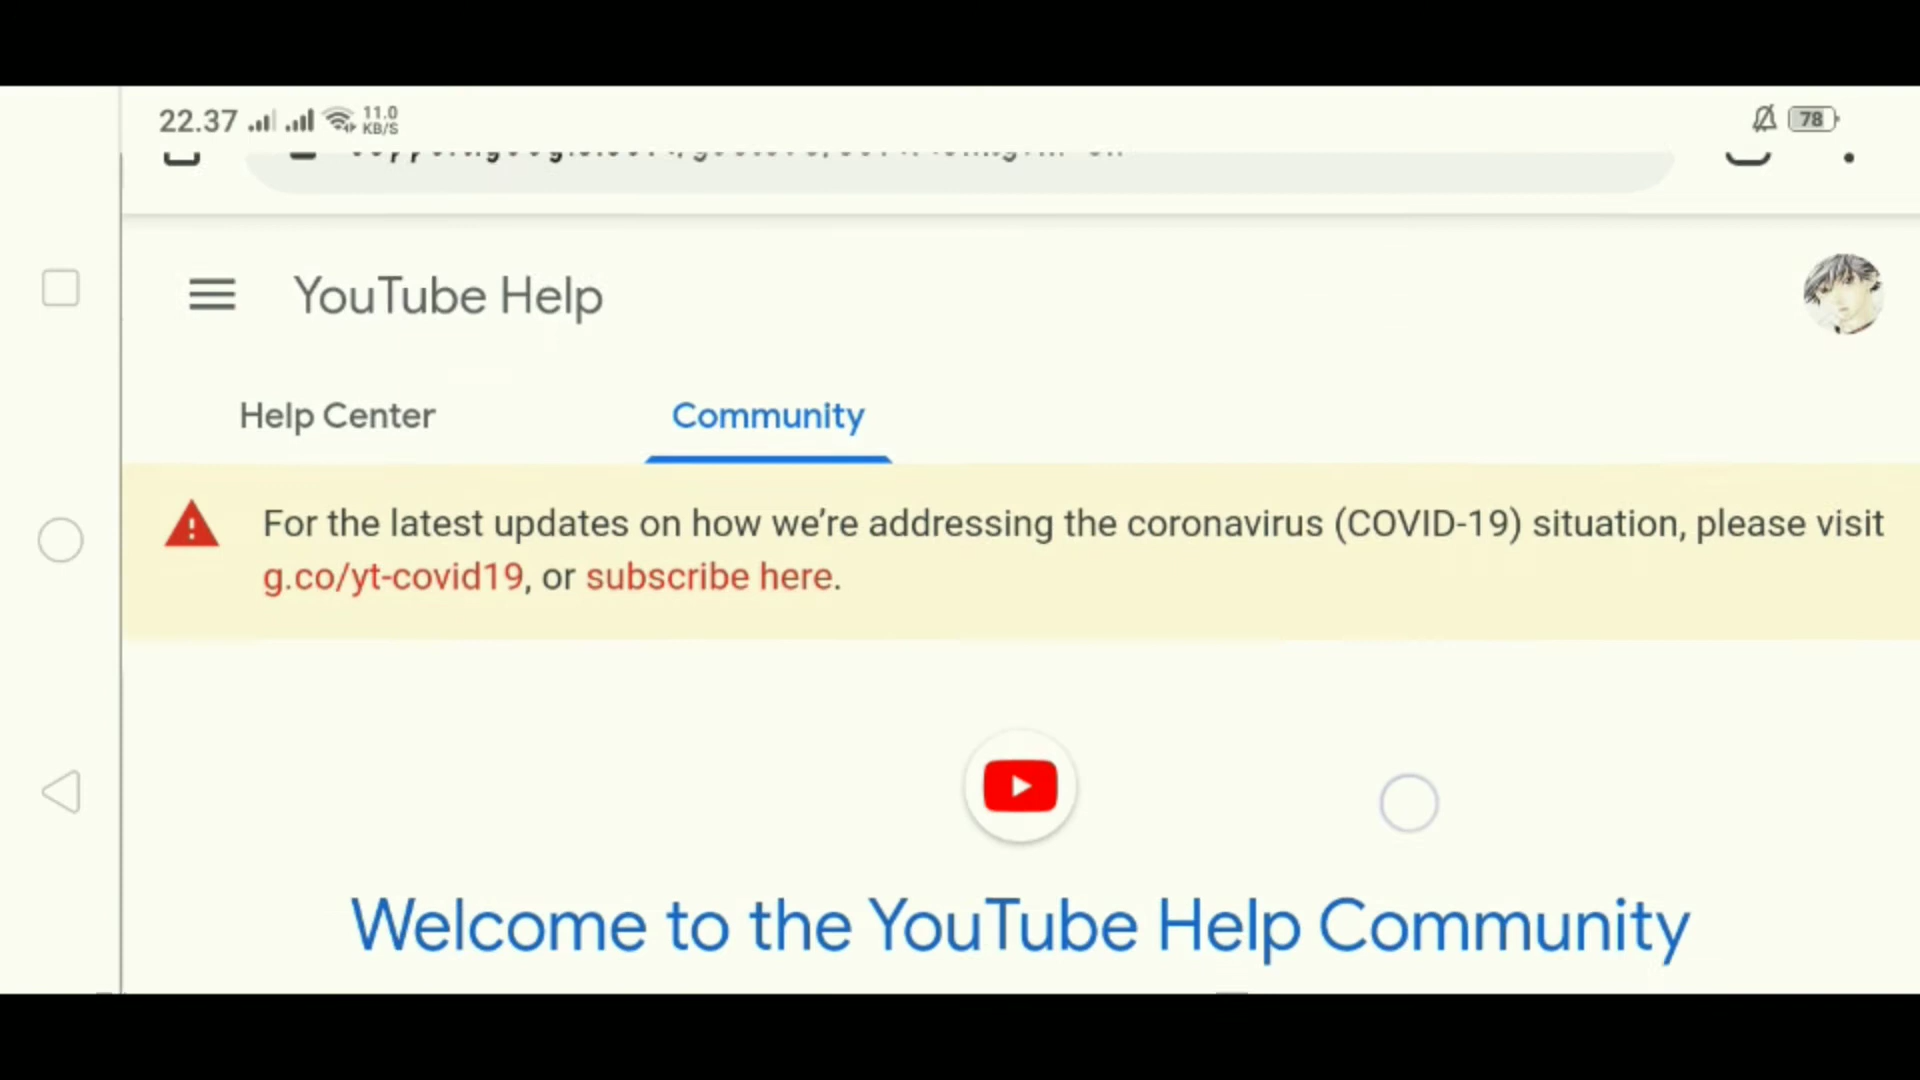 22.37
11.0
KB/S
78
YouTube Help
Help Center
Community
For the latest updates on how we’re addressing the coronavirus (COVID-19) situation, please visit
g.co/yt-covid19, or subscribe here.
Welcome to the YouTube Help Community